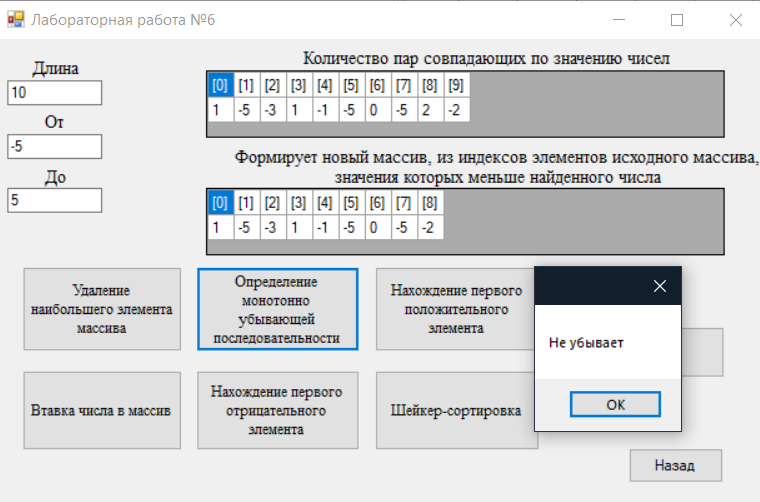 Лабораторная работа №6
Длина
10
От
-5
До
5
Количество пар совпадающих по значению чисел
[0] [1] [2] [3] [4] [5] [6] [7] [8] [9]
1 -5 -3 1 -1 -5 0 -5 2 -2
Формирует новый массив, из индексов элементов исходного массива,
значения которых меньше найденного числа
[0] [1] [2] [3] [4] [5] [6] [7] [8]
1 -5 -3 1 -1 -5 0 -5 -2
Удаление
наибольшего элемента
массива
Определение
монотонно
убывающей
последовательности
Нахождение первого
положительного
элемента
Не убывает
OK
Втавка числа в массив
Нахождение первого
отрицательного
элемента
Шейкер-сортировка
Назад